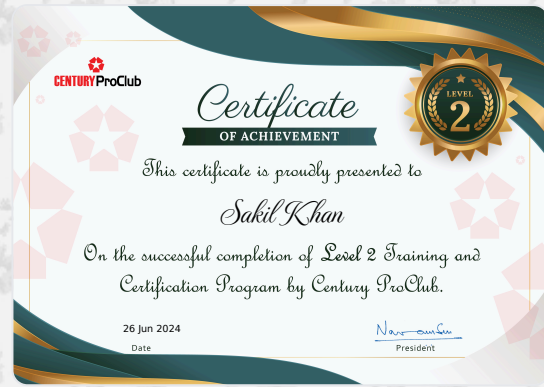 CENTURY ProClub
LEVEL
2
Certificate
OF ACHIEVEMENT
This certificate is proudly presented to
Sakil Khan
On the successful completion of Level 2 Training and
Certification Program by Century ProClub.
26 Jun 2024
Date
President